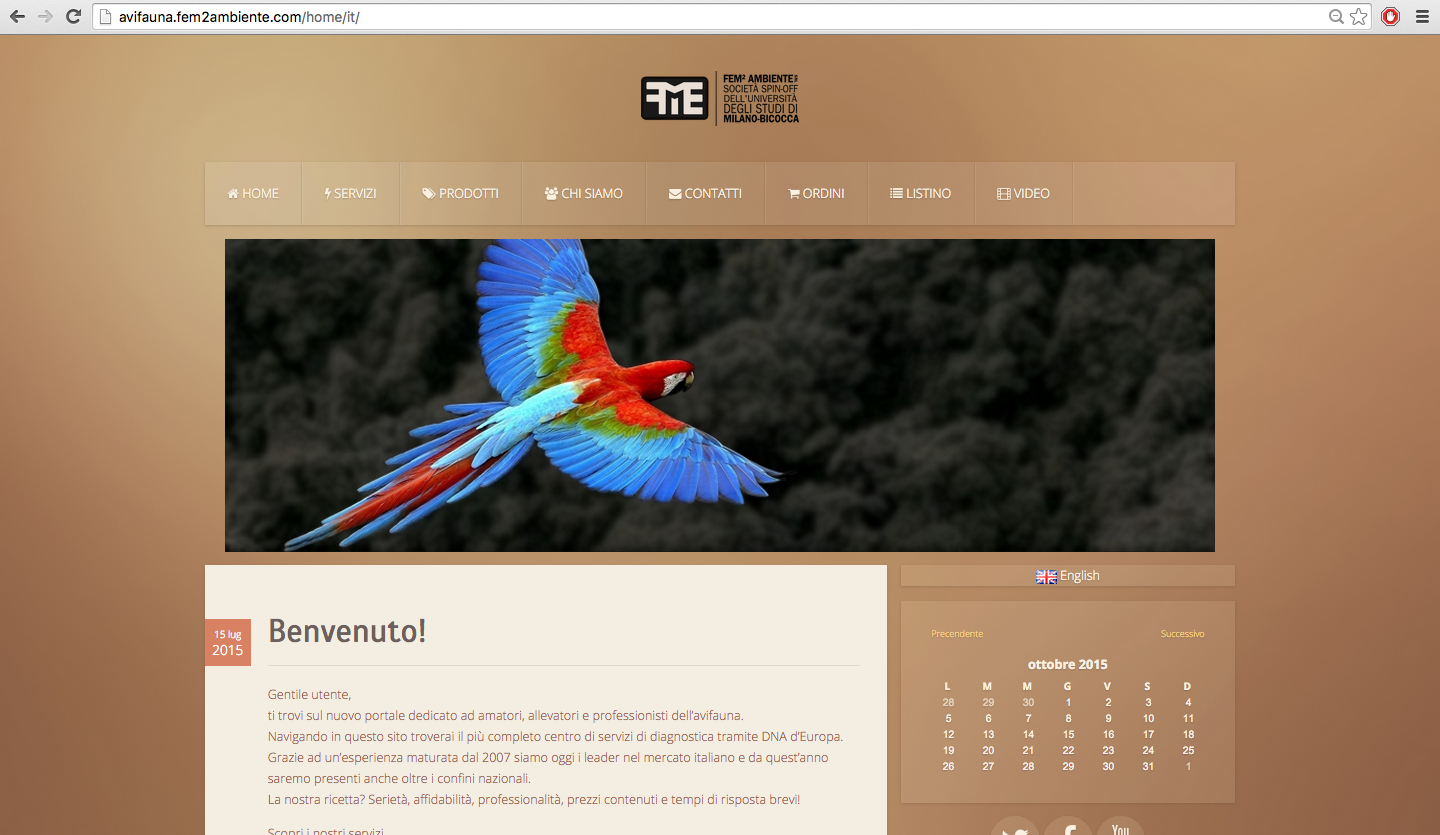 avifauna.fem2ambiente.com/home/it/
FME
FEM² AMBIENTE SRL
SOCIETÀ SPIN-OFF
DELL'UNIVERSITÀ
DEGLI STUDI DI
MILANO-BICOCCA
HOME SERVIZI PRODOTTI CHI SIAMO CONTATTI ORDINI LISTINO VIDEO
15 lug
2015
Benvenuto!
Gentile utente,
ti trovi sul nuovo portale dedicato ad amatori, allevatori e professionisti dell'avifauna.
Navigando in questo sito troverai il più completo centro di servizi di diagnostica tramite DNA d'Europa.
Grazie ad un'esperienza maturata dal 2007 siamo oggi i leader nel mercato italiano e da quest'anno
saremo presenti anche oltre i confini nazionali.
La nostra ricetta? Serietà, affidabilità, professionalità, prezzi contenuti e tempi di risposta brevi!
Scopri i nostri servizi
English
Precendente Successivo
ottobre 2015
L M M G V S D
28 29 30 1 2 3 4
5 6 7 8 9 10 11
12 13 14 15 16 17 18
19 20 21 22 23 24 25
26 27 28 29 30 31 1
You